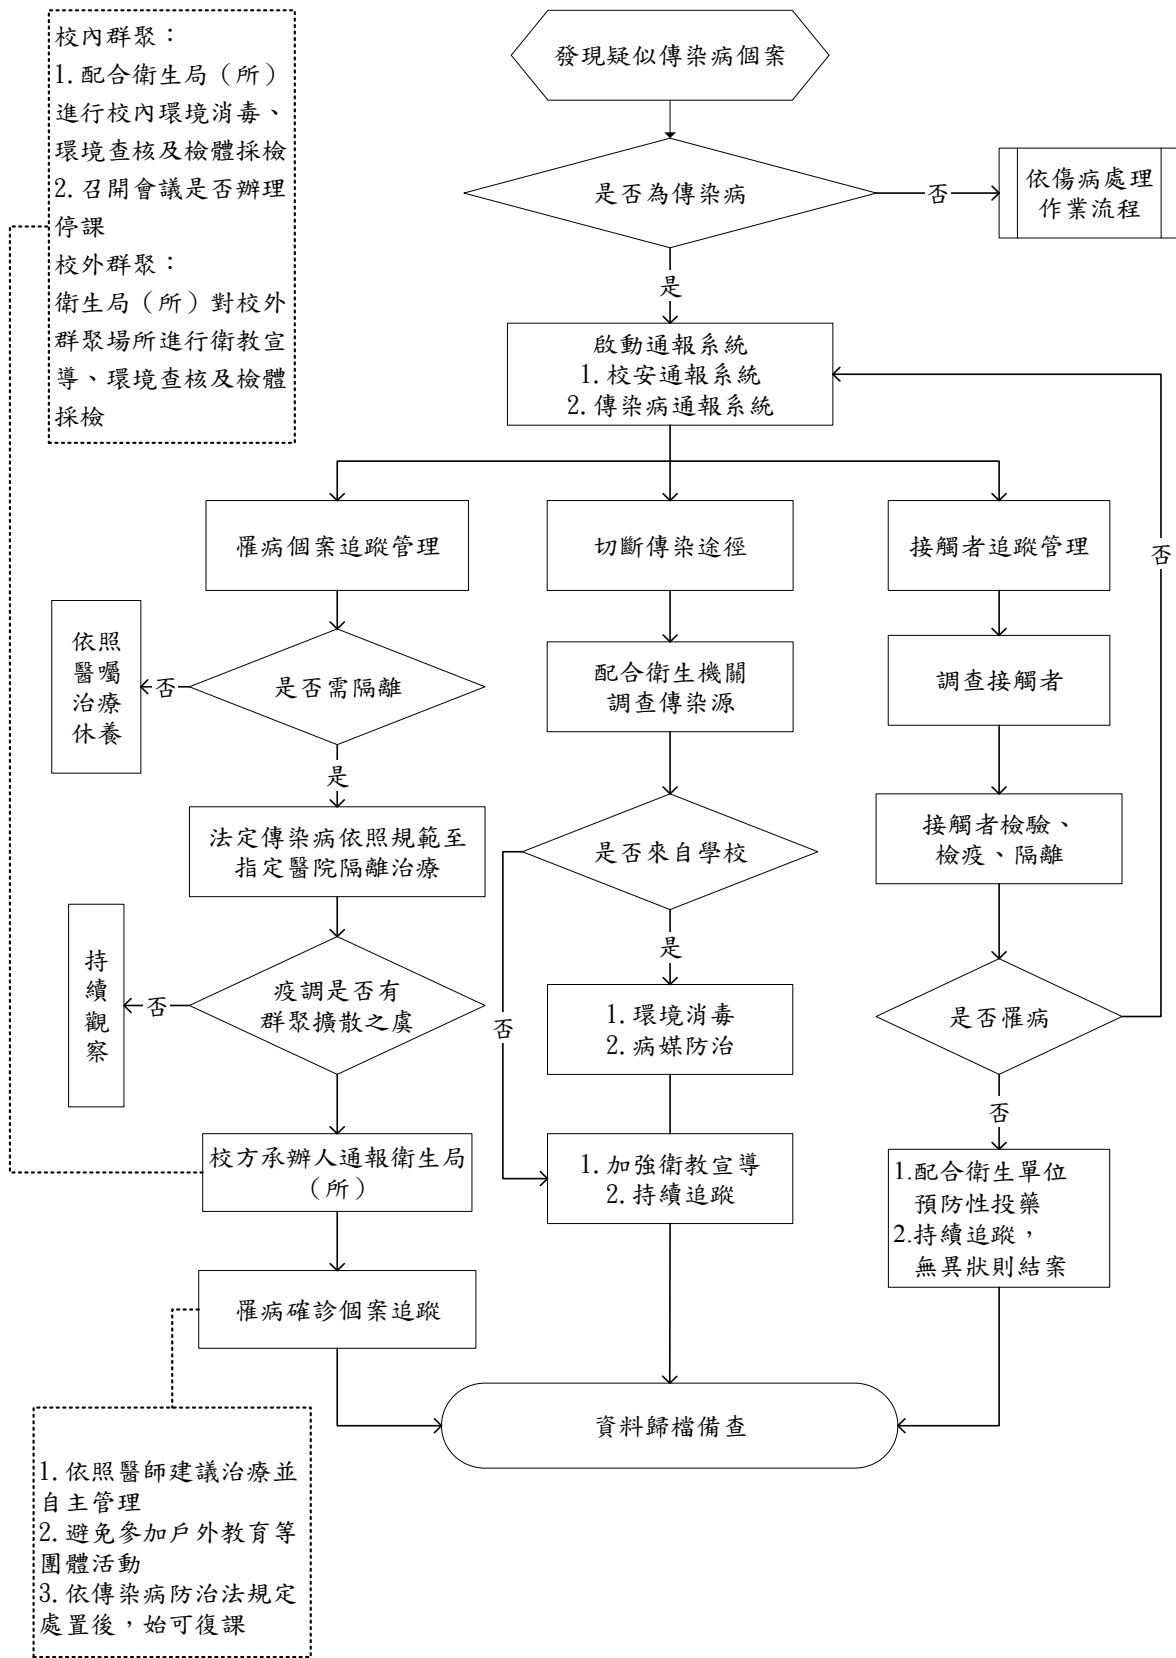 校內群聚：
1.配合衛生局（所）
進行校內環境消毒、
環境查核及檢體採檢
2.召開會議是否辦理
停課
校外群聚：
衛生局（所）對校外
群聚場所進行衛教宣
導、環境查核及檢體
採檢
發現疑似傳染病個案
是否為傳染病
否
依傷病處理
作業流程
是
啟動通報系統
1.校安通報系統
2.傳染病通報系統
罹病個案追蹤管理
切斷傳染途徑
接觸者追蹤管理
否
依照
醫囑
治療
休養
否
是否需隔離
配合衛生機關
調查傳染源
調查接觸者
是
法定傳染病依照規範至
指定醫院隔離治療
是否來自學校
接觸者檢驗、
檢疫、隔離
持
續
觀
察
否
疫調是否有
群聚擴散之虞
否
是
1.環境消毒
2.病媒防治
是否罹病
否
校方承辦人通報衛生局
（所）
1.加強衛教宣導
2.持續追蹤
1.配合衛生單位
預防性投藥
2.持續追蹤，
無異狀則結案
罹病確診個案追蹤
資料歸檔備查
1.依照醫師建議治療並
自主管理
2.避免參加戶外教育等
團體活動
3.依傳染病防治法規定
處置後，始可復課